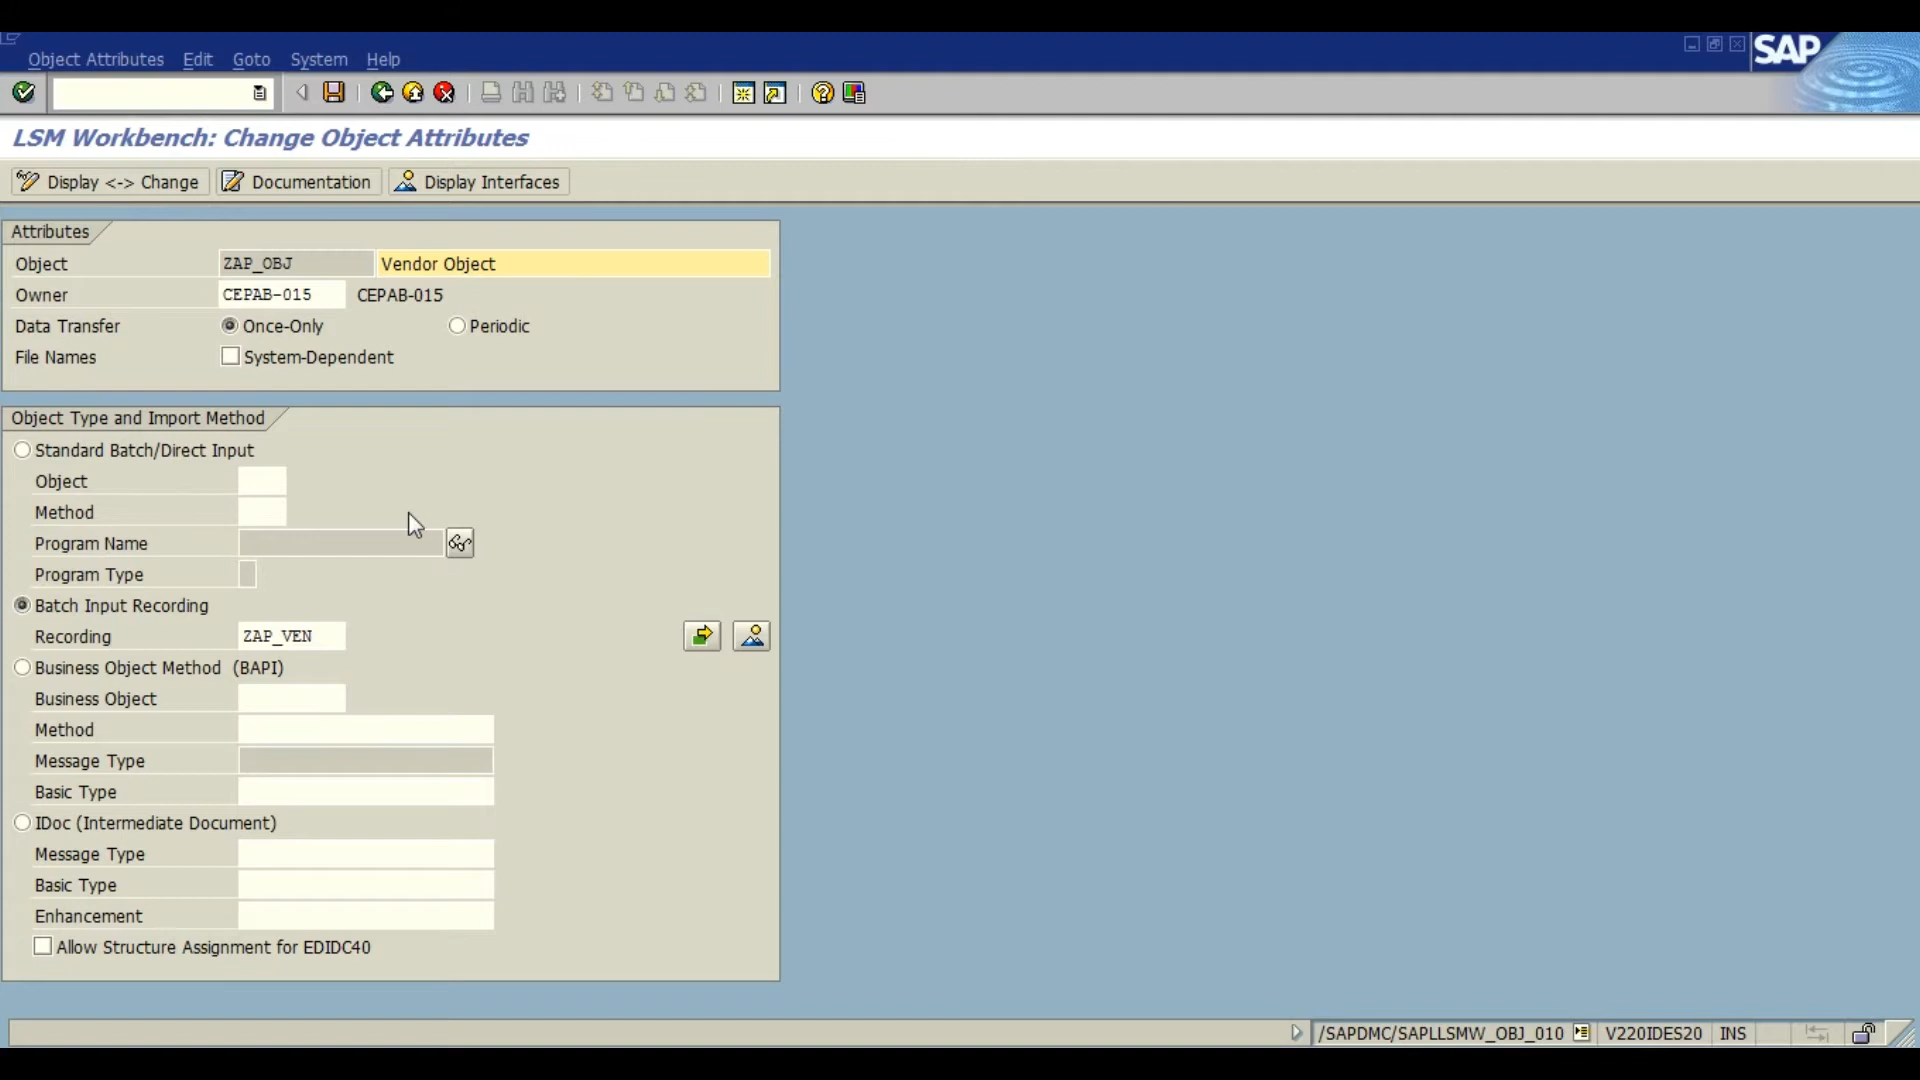 Object Attributes Edit Goto System Help
SAP
LSM Workbench: Change Object Attributes
Display <-> Change Documentation Display Interfaces
Attributes
Object ZAP_OBJ Vendor Object
Owner CEPAB-015 CEPAB-015
Data Transfer Once-Only Periodic
File Names System-Dependent
Object Type and Import Method
Standard Batch/Direct Input
Object
Method
Program Name
Program Type
Batch Input Recording
Recording ZAP_VEN
Business Object Method (BAPI)
Business Object
Method
Message Type
Basic Type
IDoc (Intermediate Document)
Message Type
Basic Type
Enhancement
Allow Structure Assignment for EDIDC40
/SAPDMC/SAPLLSMW_OBJ_010 V220IDES20 INS